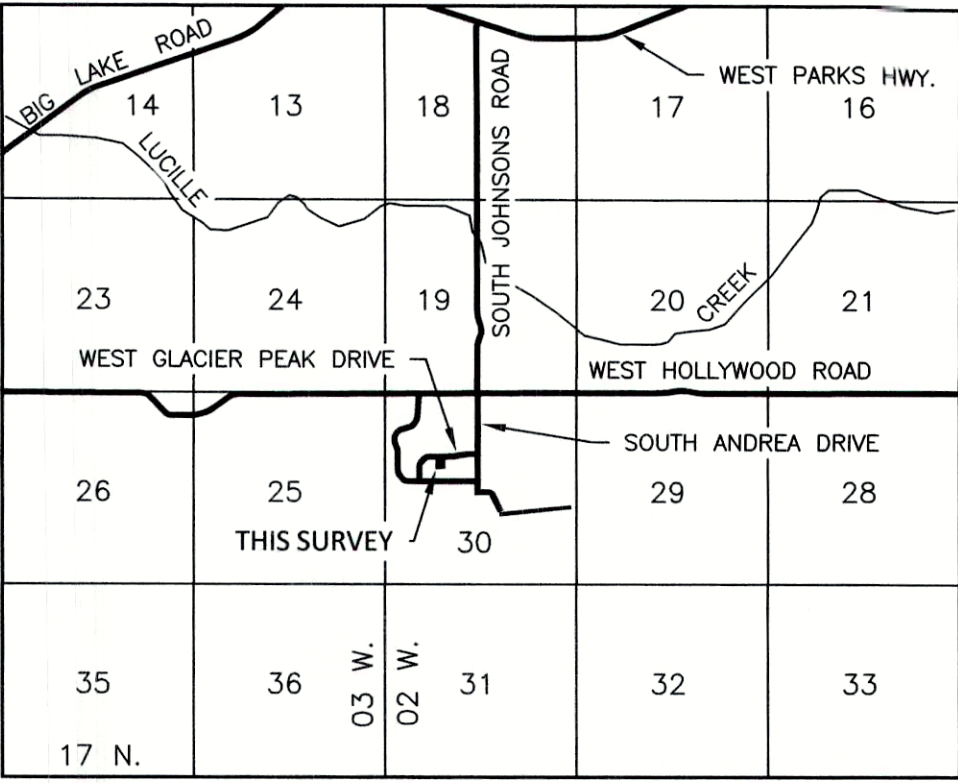 BIG LAKE ROAD
WEST PARKS HWY.
14
13
18
17
16
LUCILLE
SOUTH JOHNSONS ROAD
23
24
19
20
CREEK
21
WEST GLACIER PEAK DRIVE
WEST HOLLYWOOD ROAD
SOUTH ANDREA DRIVE
26
25
29
28
THIS SURVEY
30
35
36
03 W.
02 W.
31
32
33
17 N.